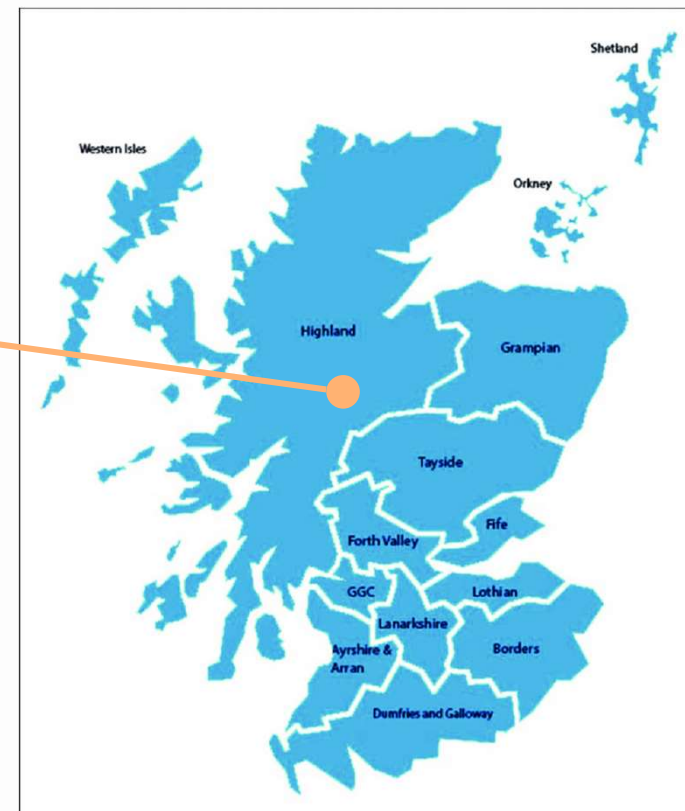 Shetland
Western Isles
Orkney
Highland
Grampian
Tayside
Fife
Forth Valley
GGC
Lothian
Lanarkshire
Ayrshire &
Arran
Borders
Dumfries and Galloway